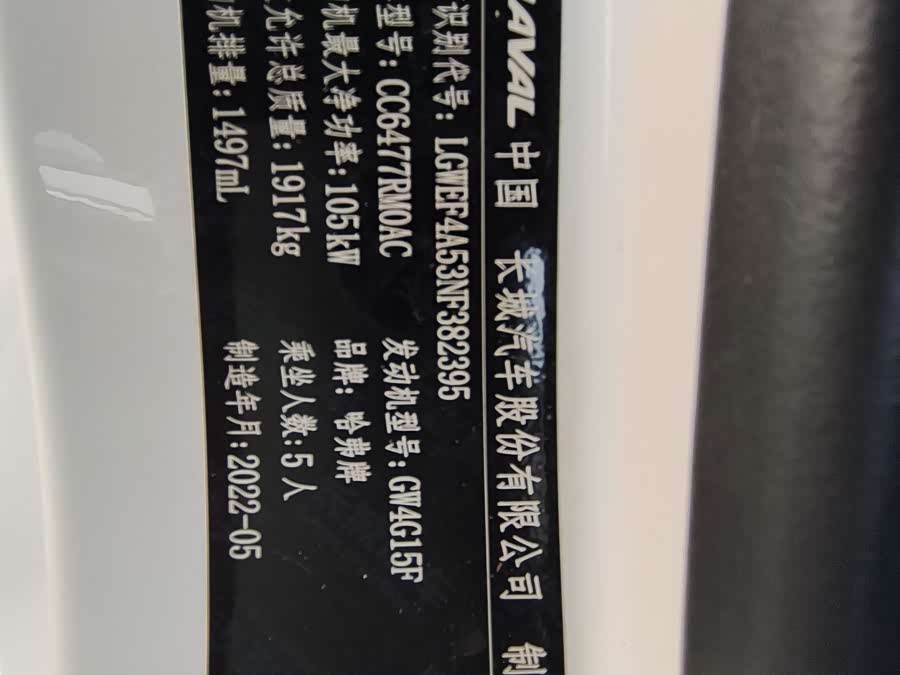 HAVAL 中国 长城汽车股份有限公司 制
识别代号：LGWEF4A53NF382395
型号：CC6477RM0AC 发动机型号：GW4G15F
机最大净功率：105kW 品牌：哈弗牌
允许总质量：1917kg 乘坐人数：5人
机排量：1497mL 制造年月：2022-05